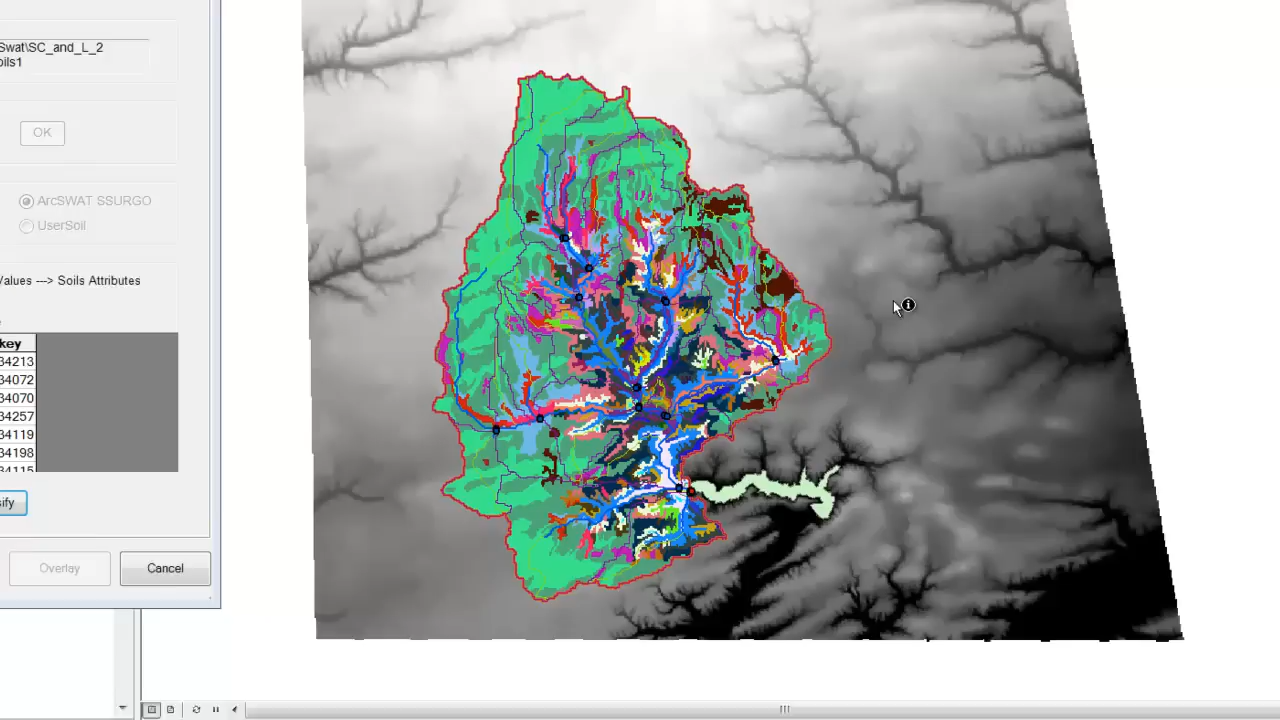 Swat\SC_and_L_2
oils1
OK
ArcSWAT SSURGO
UserSoil
Values ---> Soils Attributes
key
34213
34072
34070
34257
34119
34198
34115
sify
Overlay
Cancel